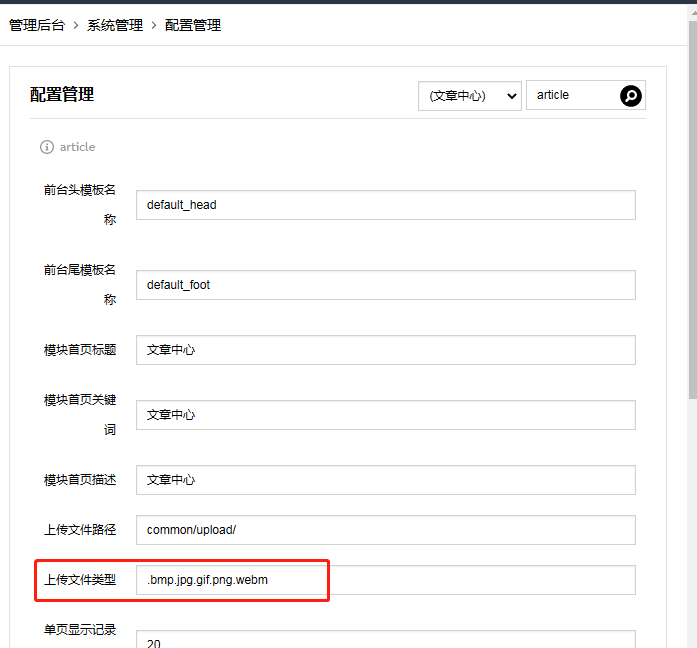 管理后台 > 系统管理 > 配置管理
配置管理
(文章中心)
article
article
前台头模板名
称
default_head
前台尾模板名
称
default_foot
模块首页标题
文章中心
模块首页关键
词
文章中心
模块首页描述
文章中心
上传文件路径
common/upload/
上传文件类型
.bmp.jpg.gif.png.webm
单页显示记录
20